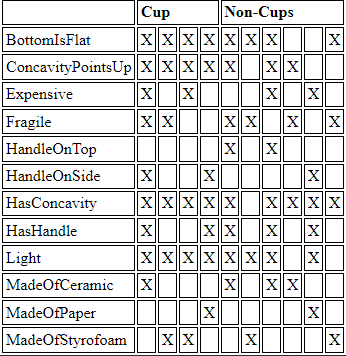 Cup Non-Cups
BottomIsFlat X X X X X X X X
ConcavityPointsUp X X X X X X X
Expensive X X X X
Fragile X X X X X X
HandleOnTop X X
HandleOnSide X X X
HasConcavity X X X X X X X X X
HasHandle X X X X X
Light X X X X X X X X
MadeOfCeramic X X X X
MadeOfPaper X X
MadeOfStyrofoam X X X X